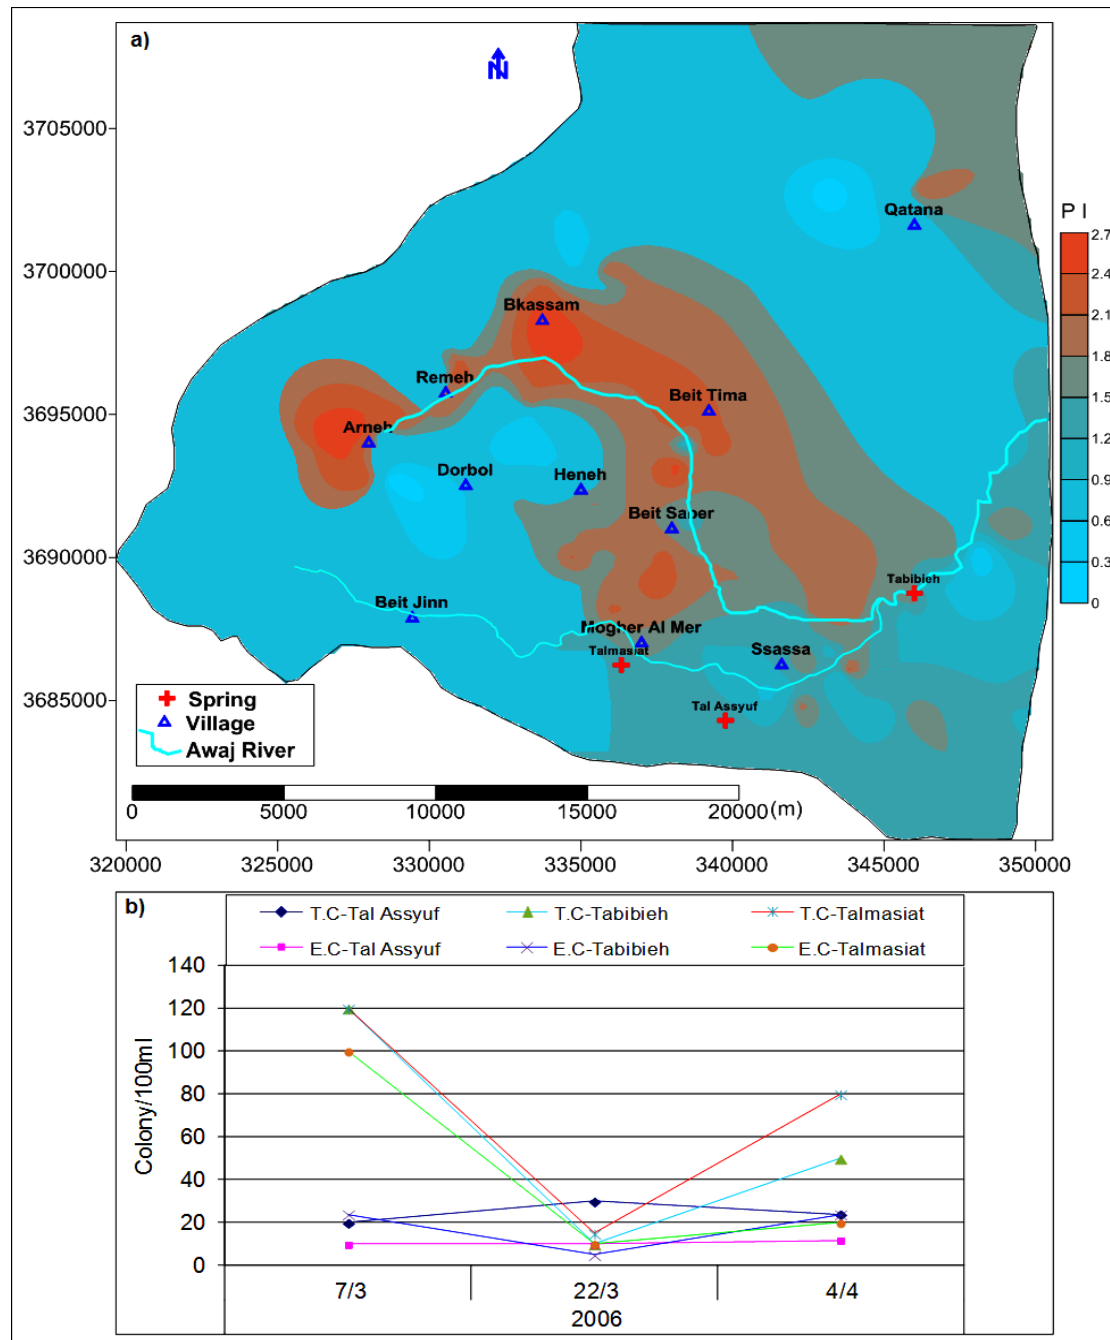 a)
N
3705000
3700000
3695000
3690000
3685000
Qatana
Bkassam
Remeh
Beit Tima
Arneh
Dorbol
Heneh
Beit Saber
Tabibieh
Beit Jinn
Mogher Al Mer
Talmasiat
Ssassa
Tal Assyuf
P I
2.7
2.4
2.1
1.8
1.5
1.2
0.9
0.6
0.3
0
Spring
Village
Awaj River
0 5000 10000 15000 20000 (m)
320000 325000 330000 335000 340000 345000 350000
b)
T.C-Tal Assyuf T.C-Tabibieh T.C-Talmasiat
E.C-Tal Assyuf E.C-Tabibieh E.C-Talmasiat
Colony/100ml
140
120
100
80
60
40
20
0
7/3 22/3 4/4
2006